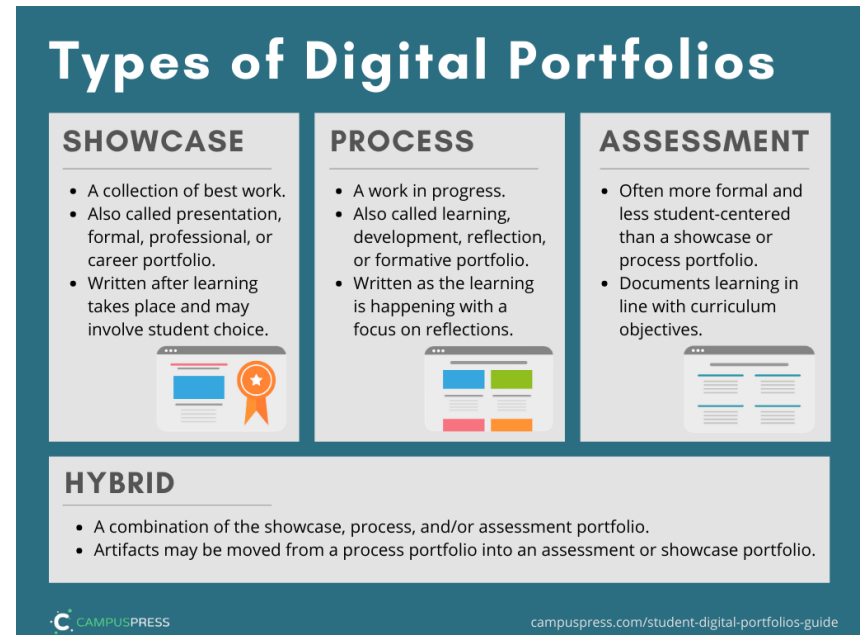 Types of Digital Portfolios
SHOWCASE
• A collection of best work.
• Also called presentation,
formal, professional, or
career portfolio.
• Written after learning
takes place and may
involve student choice.
PROCESS
• A work in progress.
• Also called learning,
development, reflection,
or formative portfolio.
• Written as the learning
is happening with a
focus on reflections.
ASSESSMENT
• Often more formal and
less student-centered
than a showcase or
process portfolio.
• Documents learning in
line with curriculum
objectives.
HYBRID
• A combination of the showcase, process, and/or assessment portfolio.
• Artifacts may be moved from a process portfolio into an assessment or showcase portfolio.
C CAMPUSPRESS
campuspress.com/student-digital-portfolios-guide